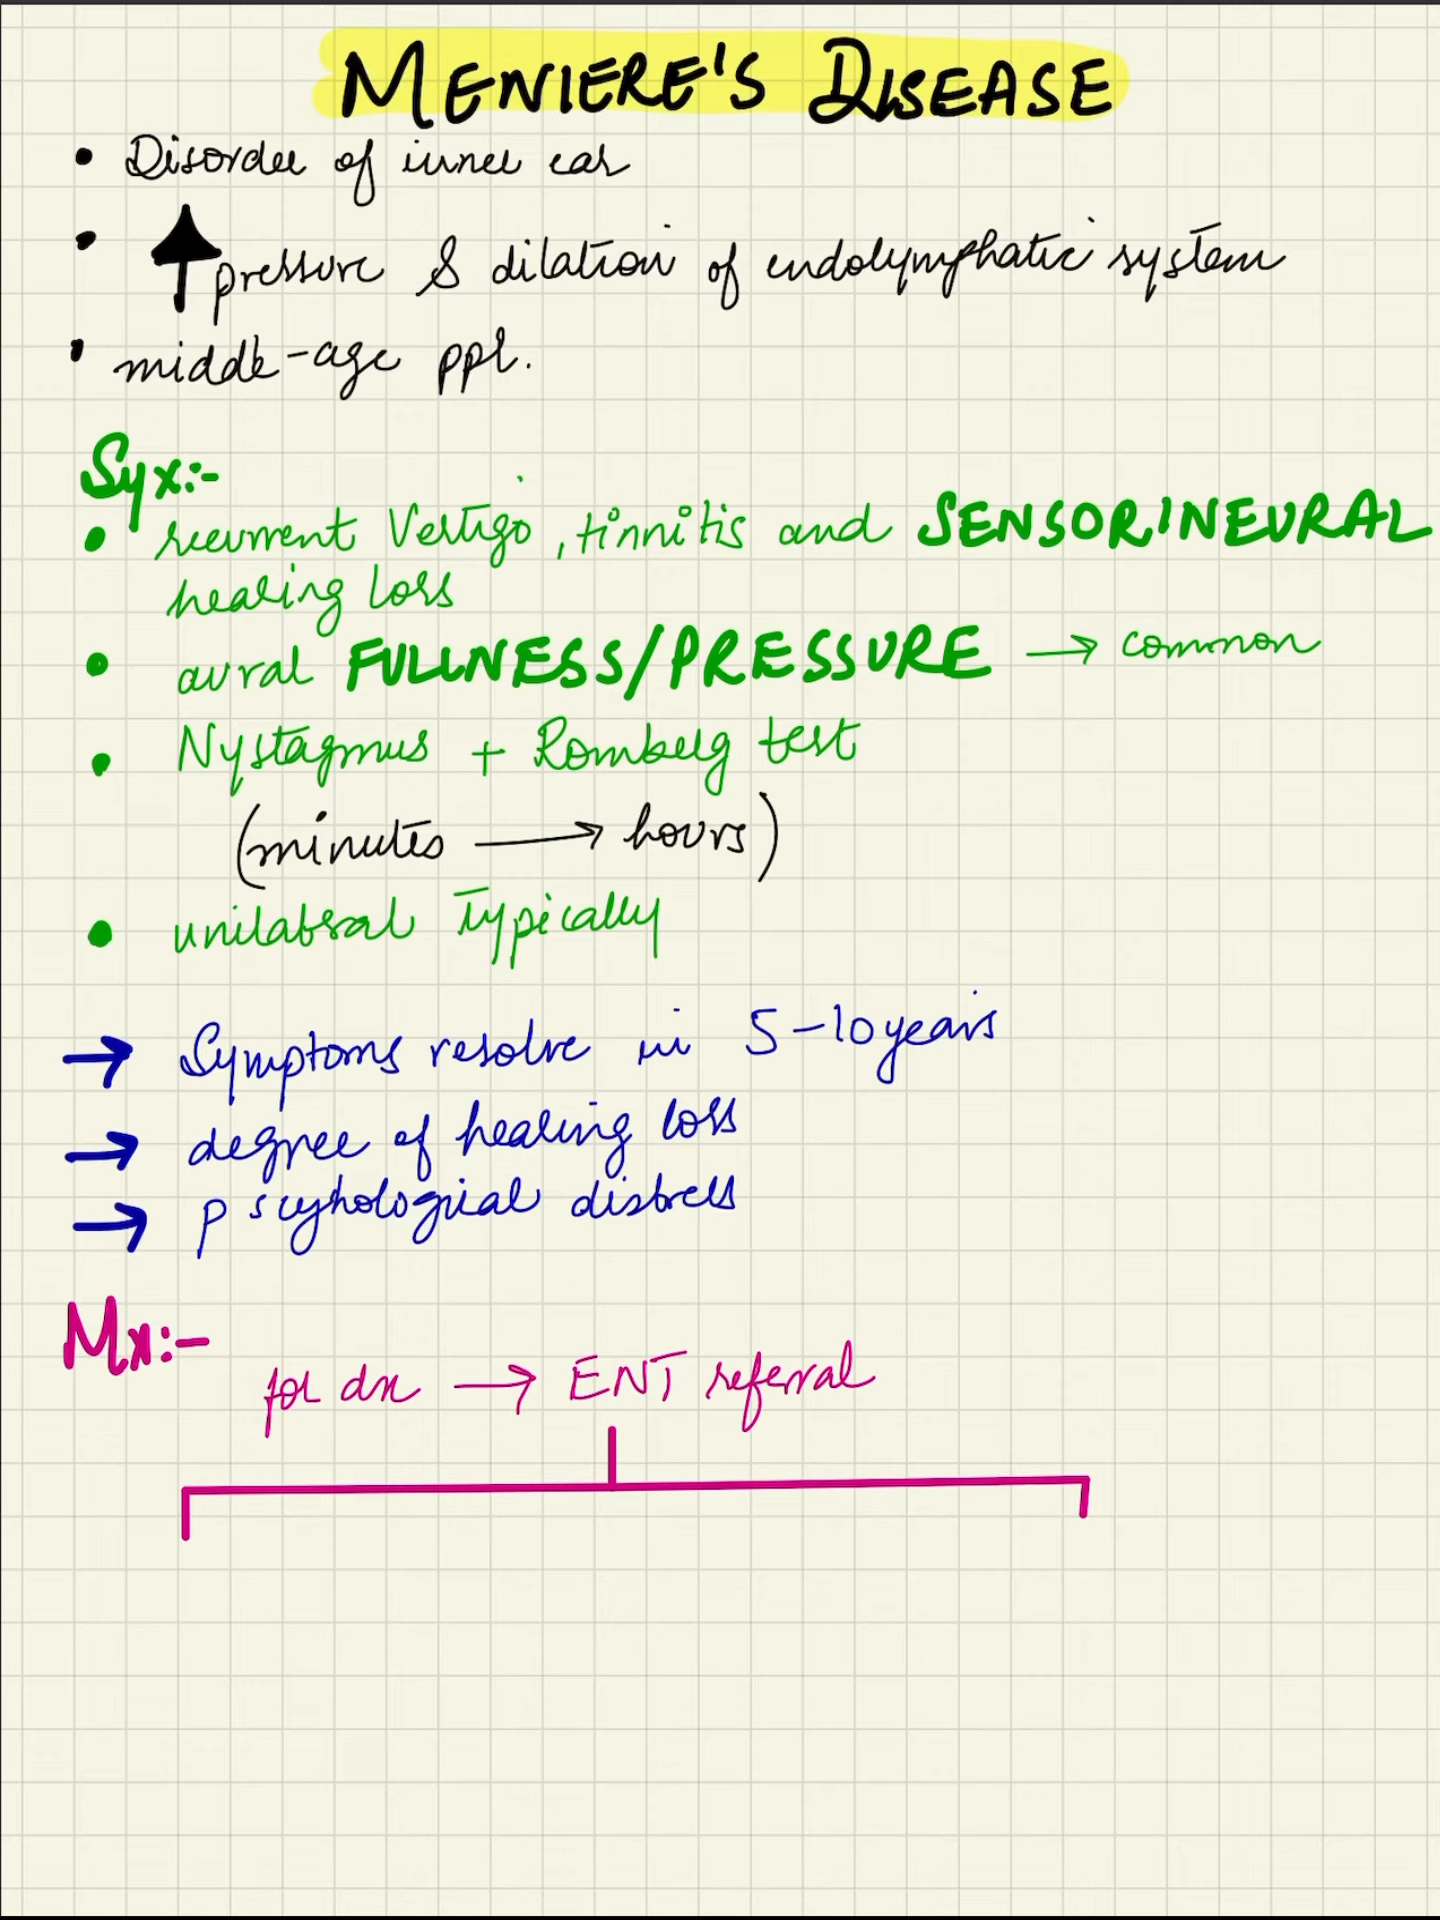 MENIERE'S DISEASE
• Disorder of inner ear
• ↑ pressure & dilation of endolymphatic system
• middle-age ppl.
Syx:-
• recurrent Vertigo, tinnitis and SENSORINEURAL
hearing loss
• aural FULLNESS/PRESSURE → common
• Nystagmus + Romberg test
(minutes → hours)
• unilateral Typically
→ Symptoms resolve in 5-10 years
→ degree of hearing loss
→ pscyhological distress
Mx:-
for dx → ENT referral